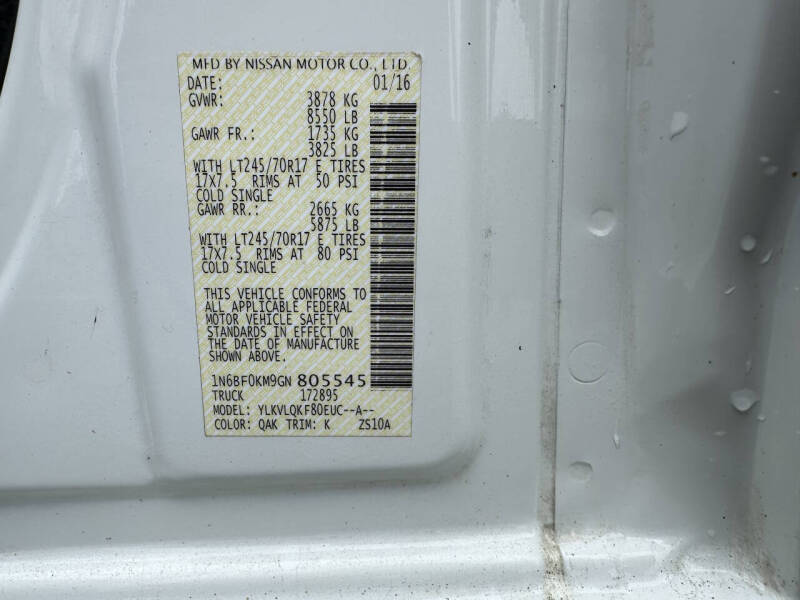 MFD BY NISSAN MOTOR CO., LTD.
DATE: 01/16
GVWR: 3878 KG
8550 LB
GAWR FR.: 1735 KG
3825 LB
WITH LT245/70R17 E TIRES
17X7.5 RIMS AT 50 PSI
COLD SINGLE
GAWR RR.: 2665 KG
5875 LB
WITH LT245/70R17 E TIRES
17X7.5 RIMS AT 80 PSI
COLD SINGLE
THIS VEHICLE CONFORMS TO
ALL APPLICABLE FEDERAL
MOTOR VEHICLE SAFETY
STANDARDS IN EFFECT ON
THE DATE OF MANUFACTURE
SHOWN ABOVE.
1N6BF0KM9GN 805545
TRUCK 172895
MODEL: YLKVLQKF80EUC--A--
COLOR: QAK TRIM: K ZS10A